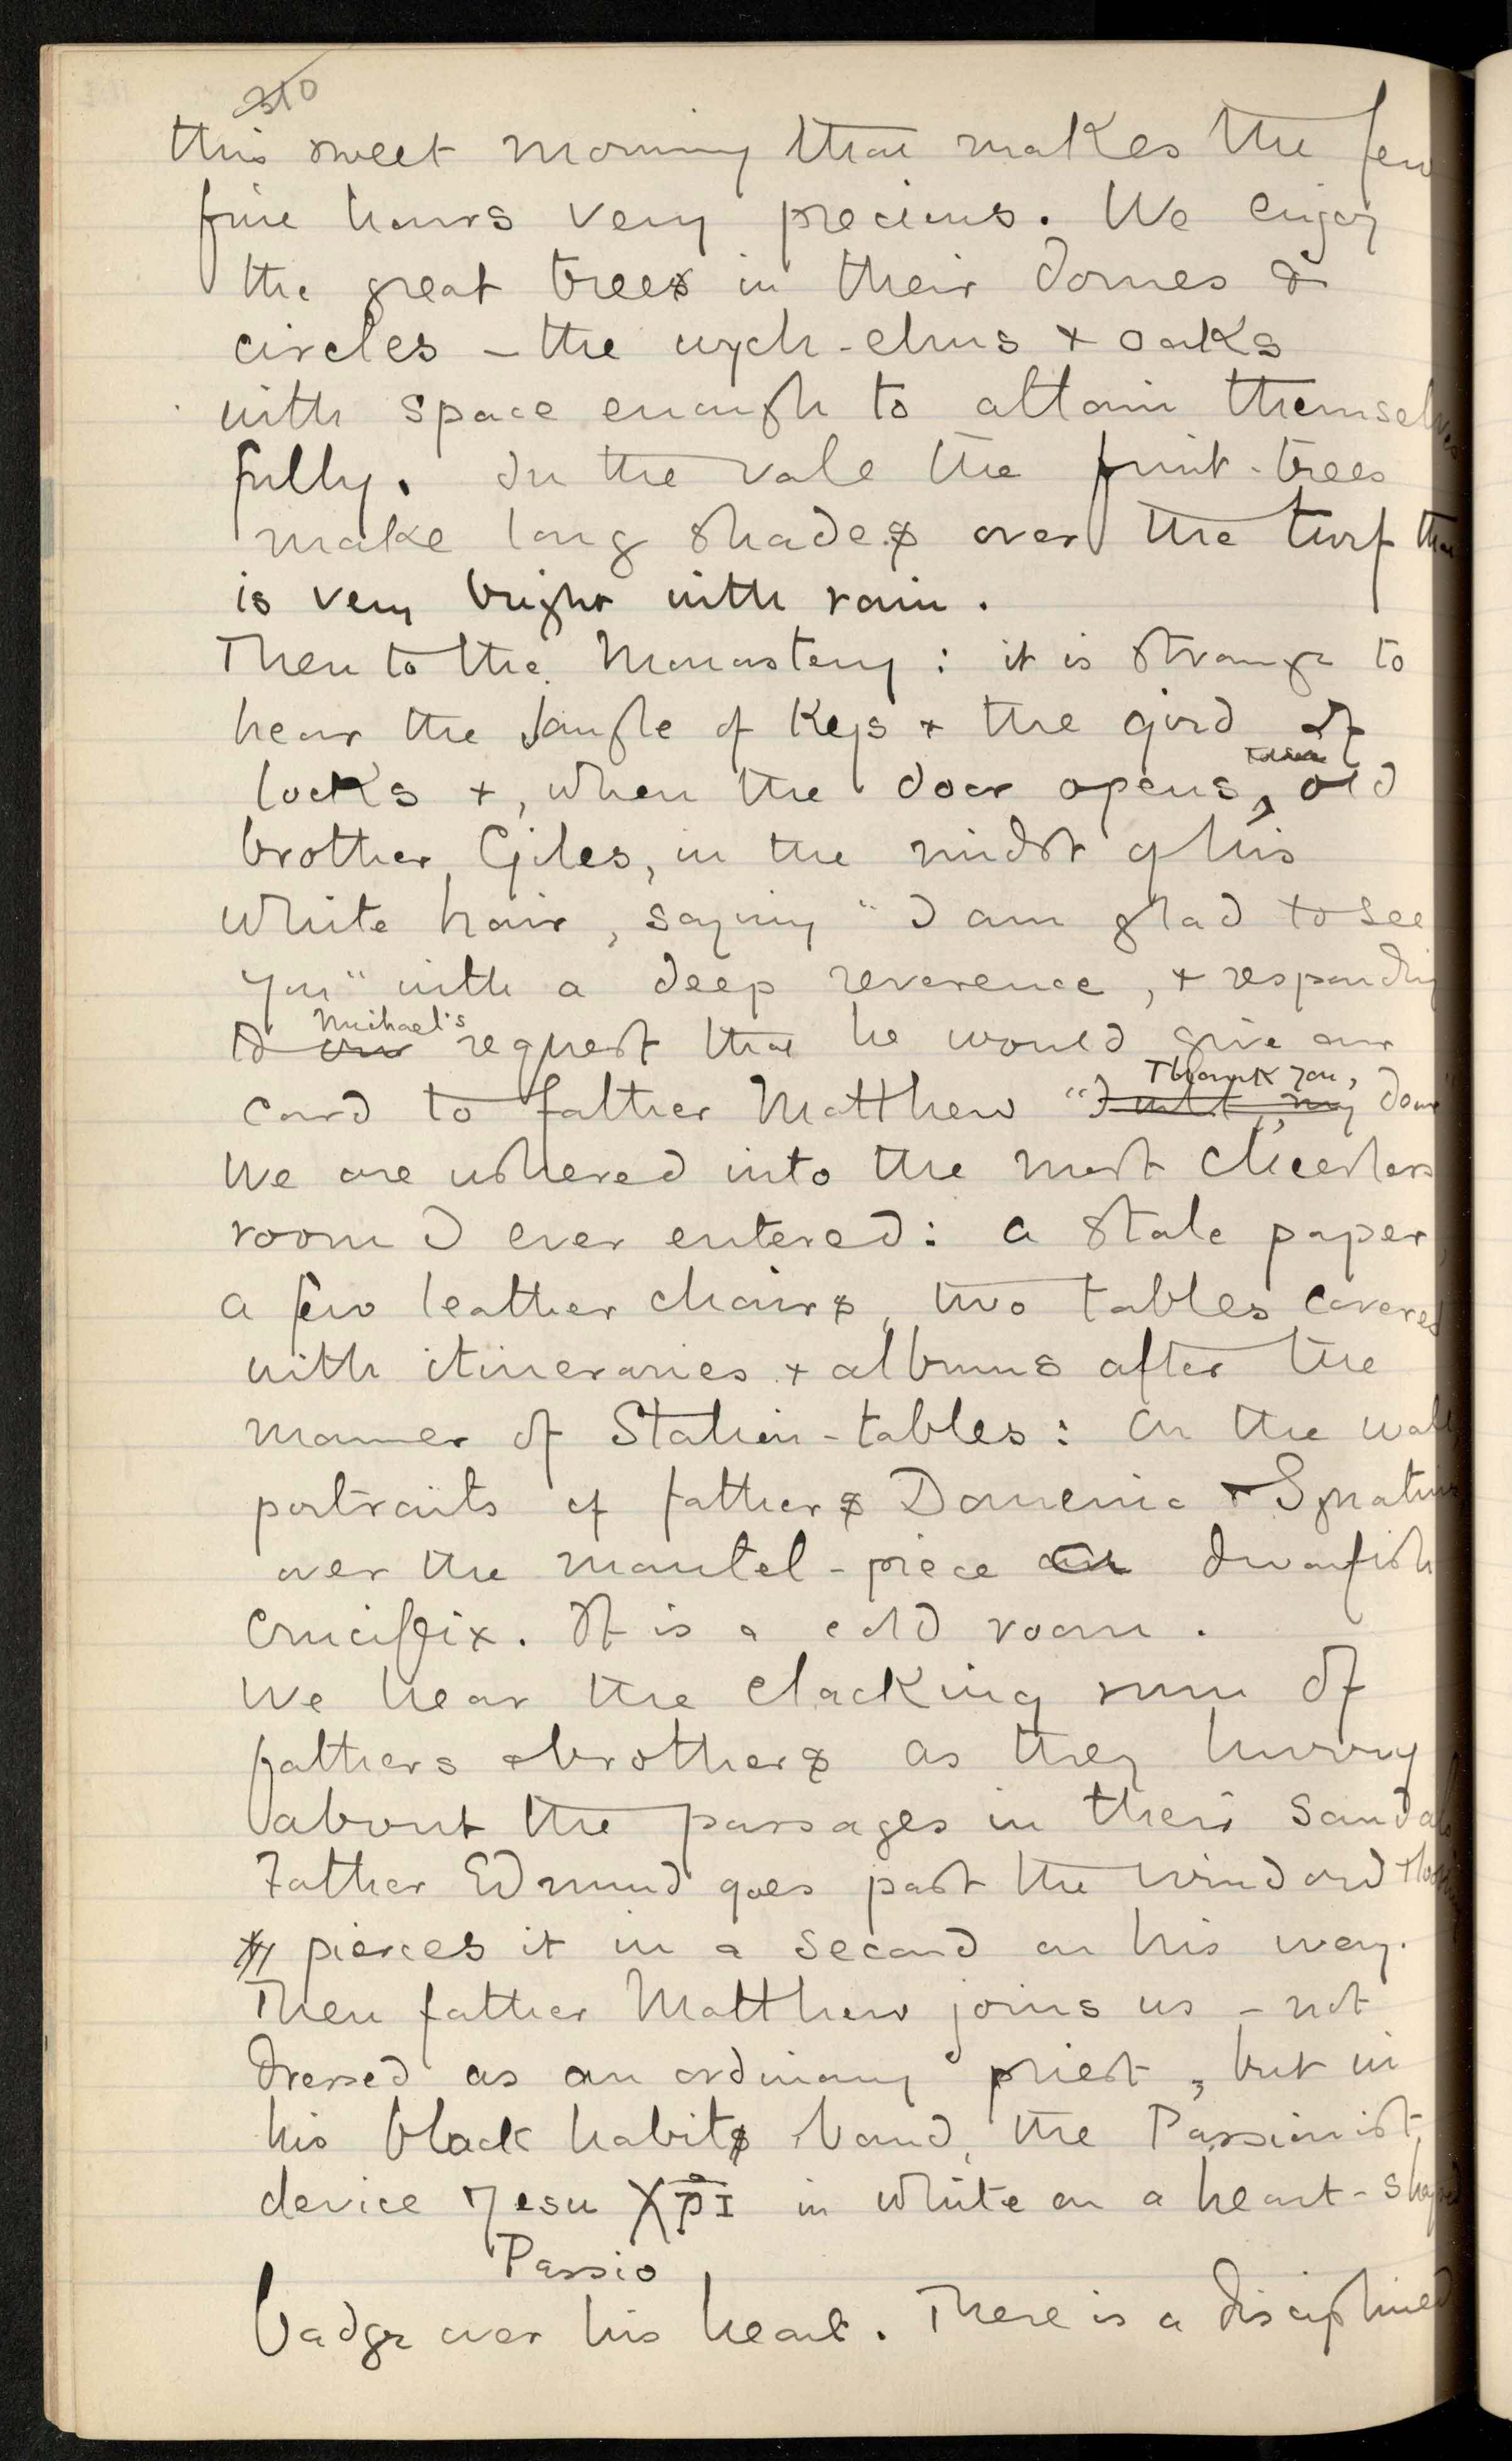 this sweet morning that makes the few
fine hours very precious. We enjoy
the great trees in their domes &
circles - the wych-elms + oaks
with space enough to attain themselves
fully. In the vale the fruit-trees
make long shades over the turf that
is very bright with rain.
Then to the Monastery: it is strange to
hear the jangle of Keys + the gird of
locks +, when the door opens, old
brother Giles, in the midst of his
white hair, saying "I am glad to see
you" with a deep reverence, + responding
Michael's
to our request that he would give our
Thank you,
card to father Matthew "I will, my
We are ushered into the most cheerless
room I ever entered: a stale paper,
a few leather chairs, two tables covered
with itineraries + albums after the
manner of Station-tables: on the wall
portraits of fathers Domenic + Ignatius
over the mantel-piece a dwarfish
crucifix. It is a cold room.
We hear the clacking run of
fathers + brothers as they hurry
about the passages in their sandals
Father Edmund goes past the window
pierces it in a second on his way.
Then father Matthew joins us - not
dressed as an ordinary priest, but in
his black habits band, the Passionist
device Jesu XPI in white on a heart-shaped
Passio
badge over his heart. There is a disciplined